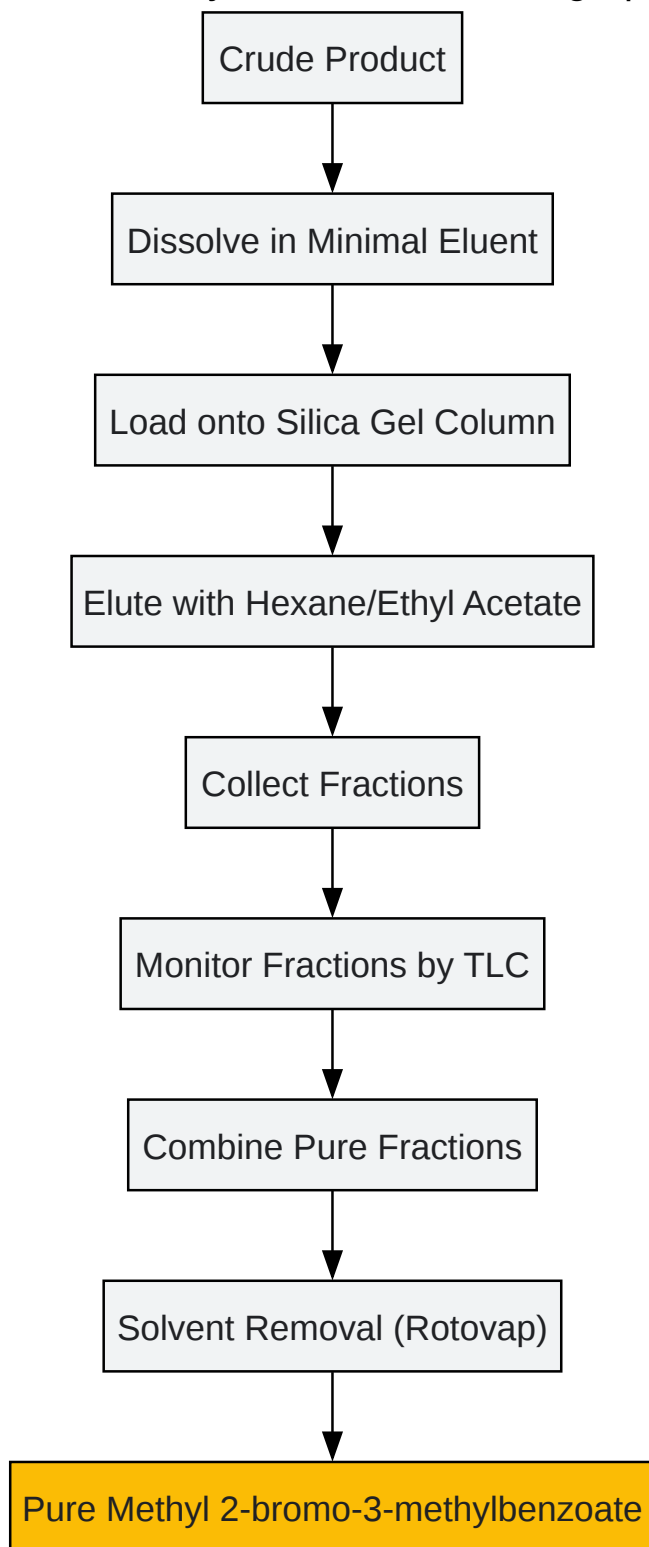 Crude Product
Dissolve in Minimal Eluent
Load onto Silica Gel Column
Elute with Hexane/Ethyl Acetate
Collect Fractions
Monitor Fractions by TLC
Combine Pure Fractions
Solvent Removal (Rotovap)
Pure Methyl 2-bromo-3-methylbenzoate